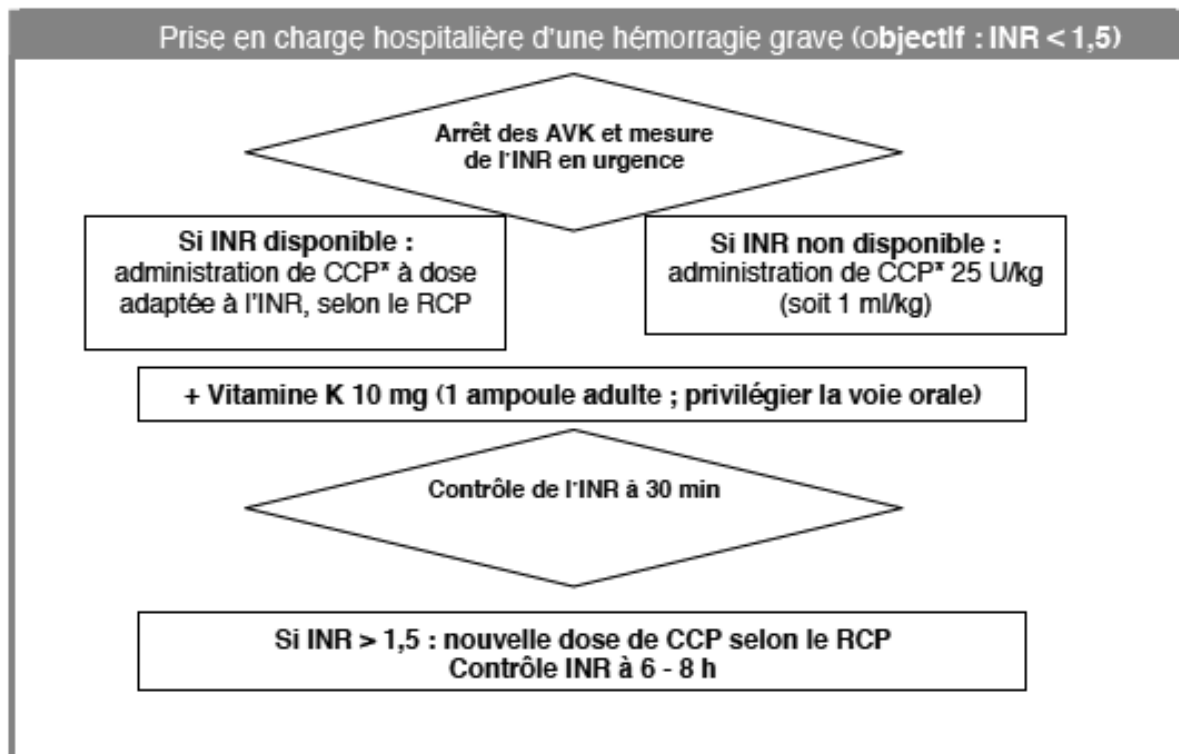 Prise en charge hospitalière d'une hémorragie grave (objectif : INR < 1,5)
Arrêt des AVK et mesure
de l'INR en urgence
Si INR disponible :
administration de CCP* à dose
adaptée à l'INR, selon le RCP
Si INR non disponible :
administration de CCP* 25 U/kg
(soit 1 ml/kg)
+ Vitamine K 10 mg (1 ampoule adulte ; privilégier la voie orale)
Contrôle de l'INR à 30 min
Si INR > 1,5 : nouvelle dose de CCP selon le RCP
Contrôle INR à 6 - 8 h